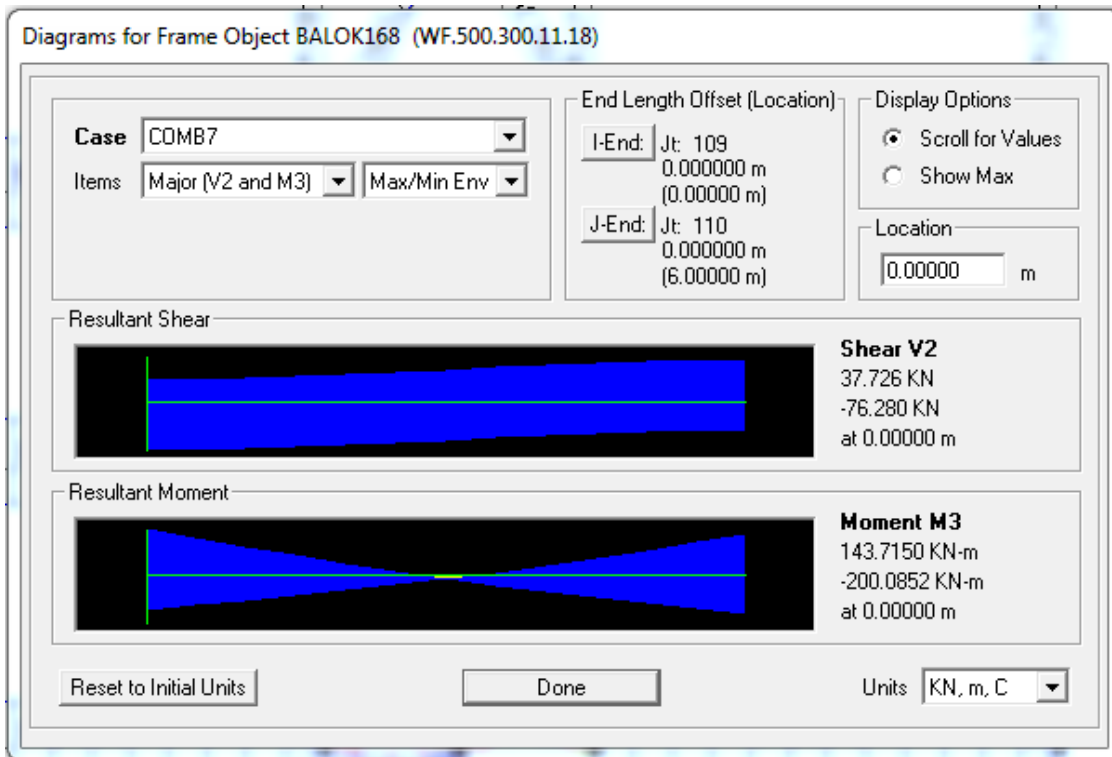 Diagrams for Frame Object BALOK168 (WF.500.300.11.18)
Case COMB7
Items Major (V2 and M3) Max/Min Env
End Length Offset (Location)
I-End: Jt: 109
0.000000 m
(0.00000 m)
J-End: Jt: 110
0.000000 m
(6.00000 m)
Display Options
Scroll for Values
Show Max
Location
0.00000 m
Resultant Shear
Shear V2
37.726 KN
-76.280 KN
at 0.00000 m
Resultant Moment
Moment M3
143.7150 KN-m
-200.0852 KN-m
at 0.00000 m
Reset to Initial Units Done Units KN, m, C